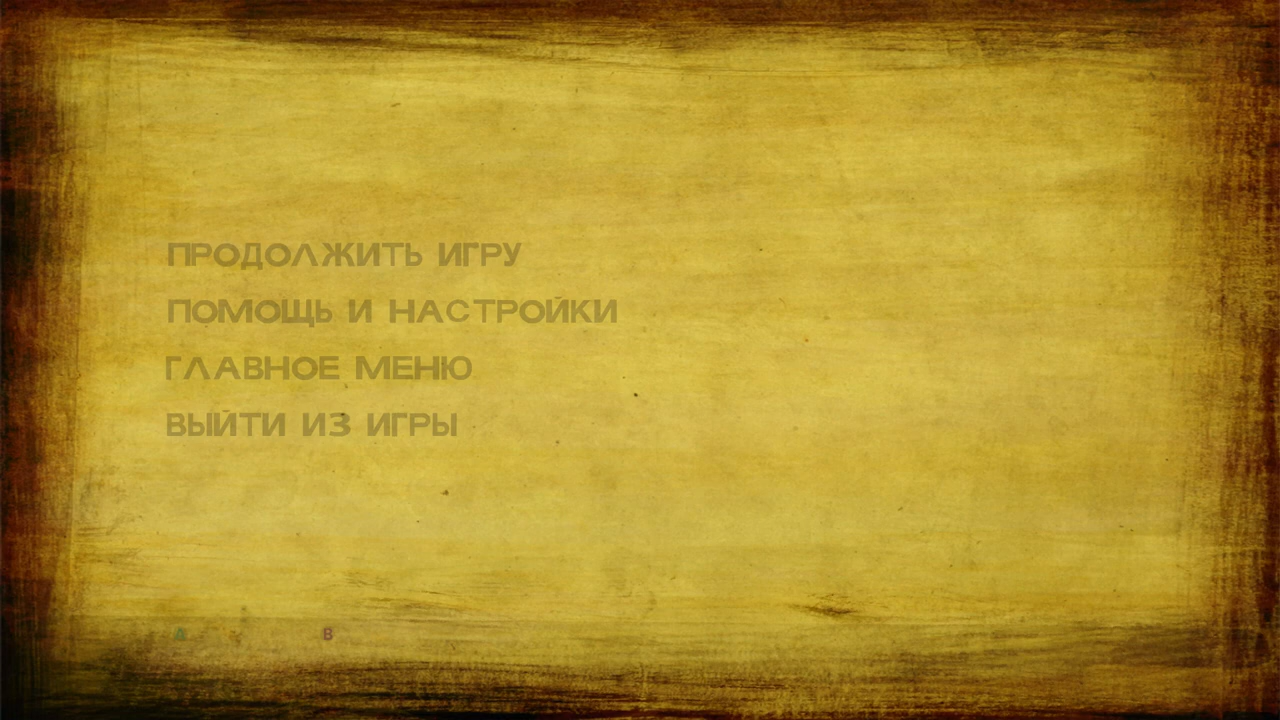 ПРОДОЛЖИТЬ ИГРУ
ПОМОЩЬ И НАСТРОЙКИ
ГЛАВНОЕ МЕНЮ
ВЫЙТИ ИЗ ИГРЫ
A B